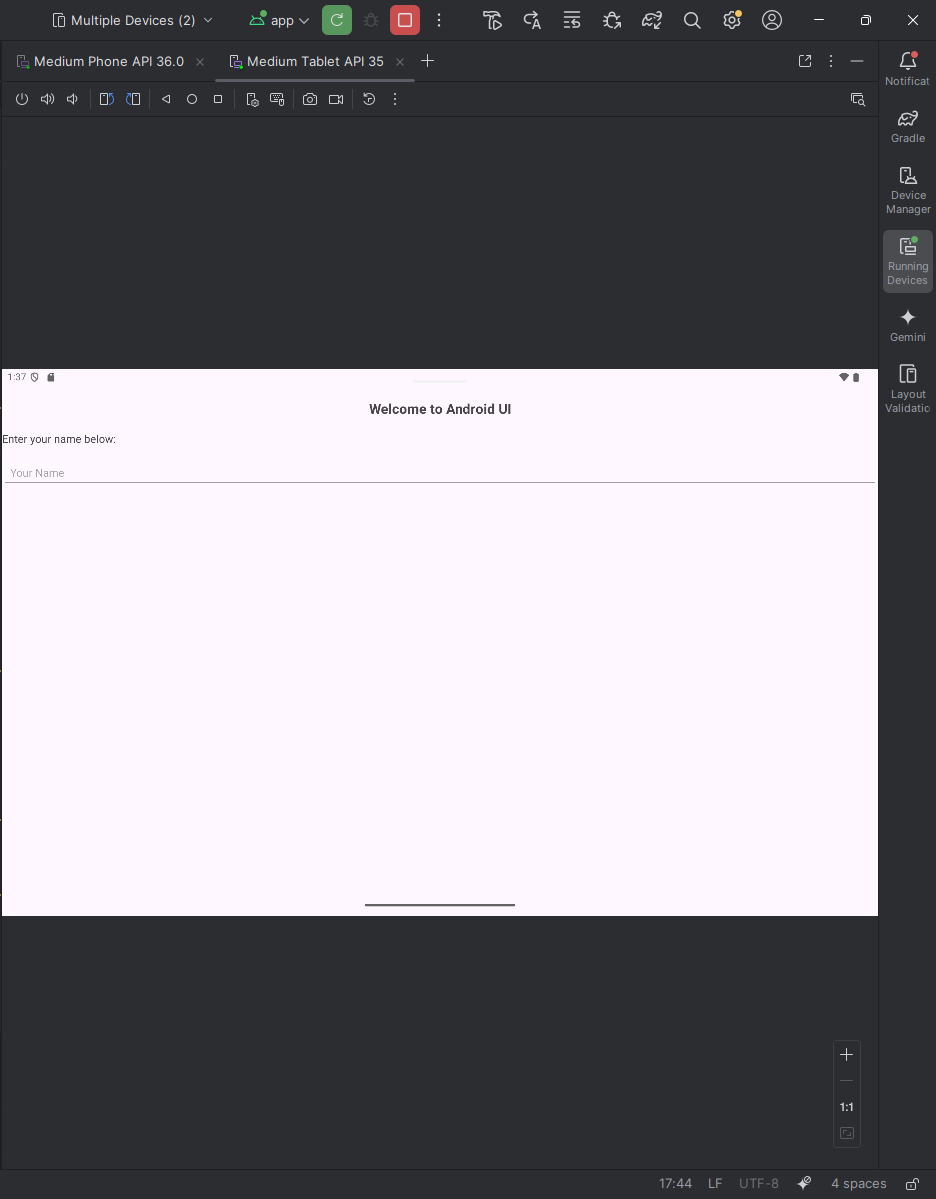 Multiple Devices (2) app
Medium Phone API 36.0 Medium Tablet API 35
Notificat
Gradle
Device
Manager
Running
Devices
Gemini
Layout
Validatic
1:37
Welcome to Android UI
Enter your name below:
Your Name
1:1
17:44 LF UTF-8 4 spaces